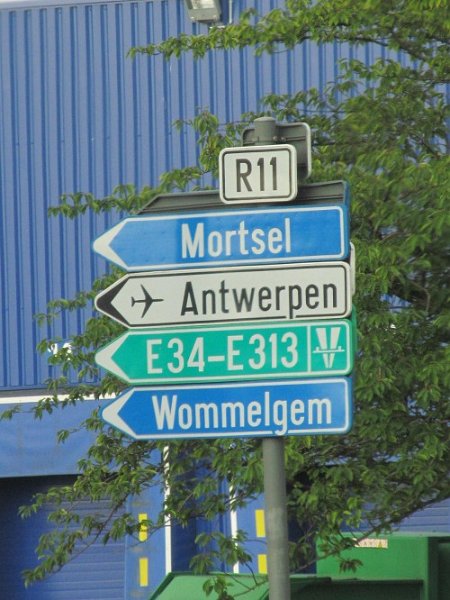 R11
Mortsel
Antwerpen
E34-E313
Wommelgem